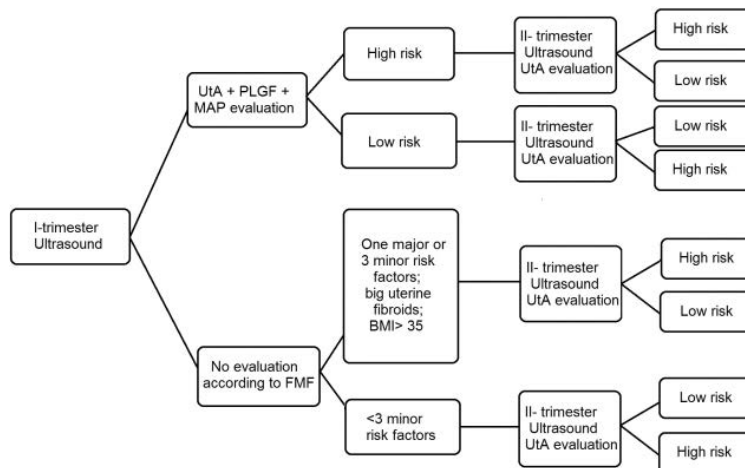 I-trimester
Ultrasound
UtA + PLGF +
MAP evaluation
High risk
II- trimester
Ultrasound
UtA evaluation
High risk
Low risk
Low risk
II- trimester
Ultrasound
UtA evaluation
Low risk
High risk
No evaluation
according to FMF
One major or
3 minor risk
factors;
big uterine
fibroids;
BMI> 35
II- trimester
Ultrasound
UtA evaluation
High risk
Low risk
<3 minor
risk factors
II- trimester
Ultrasound
UtA evaluation
Low risk
High risk